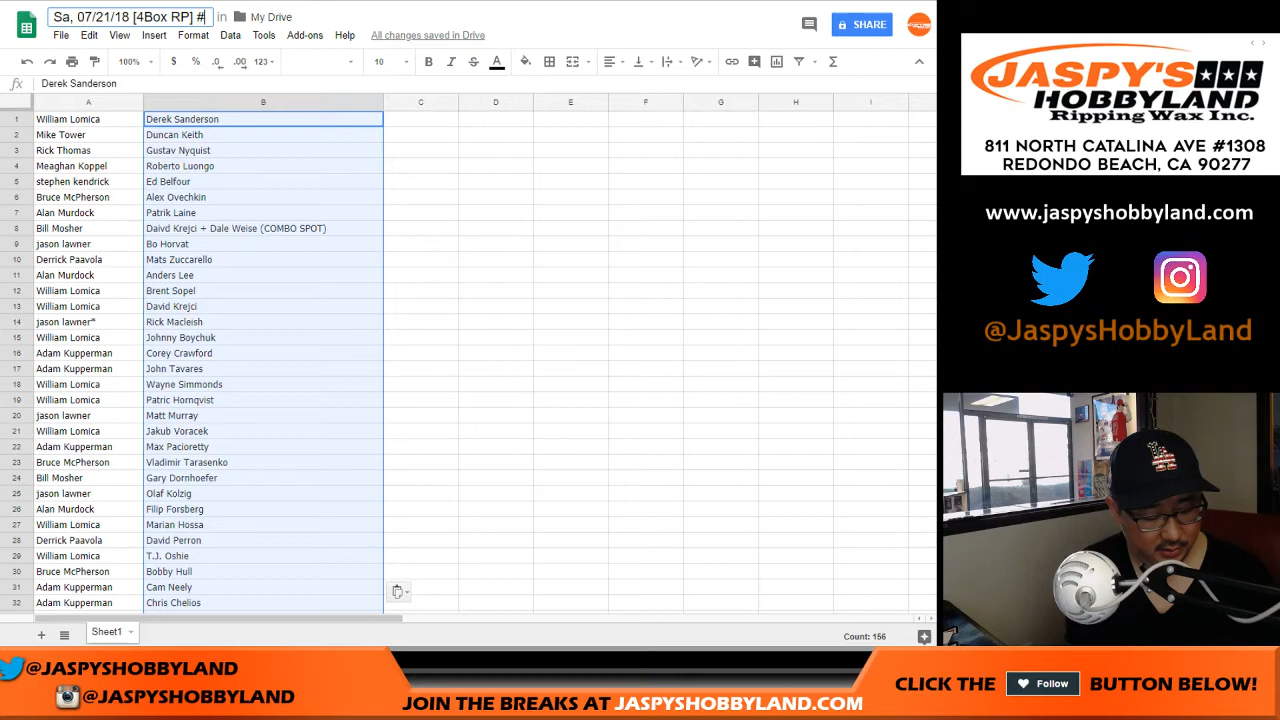 Sa, 07/21/18 [4Box RP] # in My Drive
File Edit View Insert Format Data Tools Add-ons Help All changes saved in Drive
SHARE
100% $ % .0 .00 123 10 B I S A
fx Derek Sanderson
A B C D E F G H I
1 William Lomica Derek Sanderson
2 Mike Tower Duncan Keith
3 Rick Thomas Gustav Nyquist
4 Meaghan Koppel Roberto Luongo
5 stephen kendrick Ed Belfour
6 Bruce McPherson Alex Ovechkin
7 Alan Murdock Patrik Laine
8 Bill Mosher Daivd Krejci + Dale Weise (COMBO SPOT)
9 jason lawner Bo Horvat
10 Derrick Paavola Mats Zuccarello
11 Alan Murdock Anders Lee
12 William Lomica Brent Sopel
13 William Lomica David Krejci
14 jason lawner* Rick Macleish
15 William Lomica Johnny Boychuk
16 Adam Kupperman Corey Crawford
17 Adam Kupperman John Tavares
18 William Lomica Wayne Simmonds
19 William Lomica Patric Hornqvist
20 jason lawner Matt Murray
21 William Lomica Jakub Voracek
22 Adam Kupperman Max Pacioretty
23 Bruce McPherson Vladimir Tarasenko
24 Bill Mosher Gary Dornhoefer
25 jason lawner Olaf Kolzig
26 Alan Murdock Filip Forsberg
27 William Lomica Marian Hossa
28 Derrick Paavola David Perron
29 William Lomica T.J. Oshie
30 Bruce McPherson Bobby Hull
31 Adam Kupperman Cam Neely
32 Adam Kupperman Chris Chelios
Sheet1
Count: 156
JASPY'S
HOBBYLAND
Ripping Wax Inc.
811 NORTH CATALINA AVE #1308
REDONDO BEACH, CA 90277
www.jaspyshobbyland.com
@JaspysHobbyLand
@JASPYSHOBBYLAND
@JASPYSHOBBYLAND
JOIN THE BREAKS AT JASPYSHOBBYLAND.COM
CLICK THE Follow BUTTON BELOW!